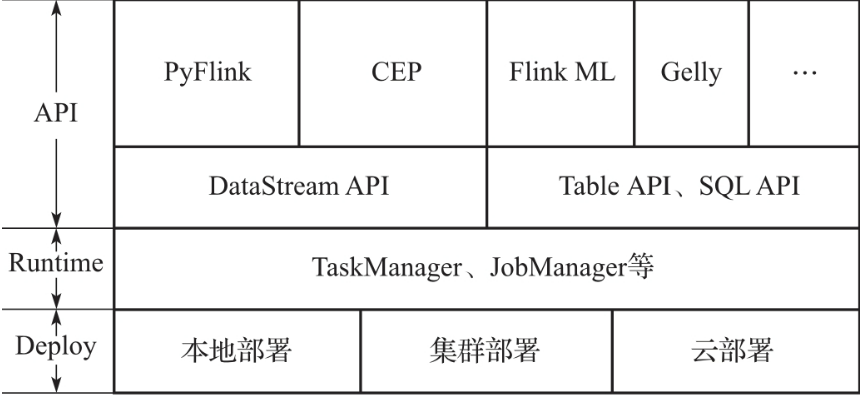 PyFlink CEP Flink ML Gelly …
API
DataStream API Table API、SQL API
Runtime TaskManager、JobManager等
Deploy 本地部署 集群部署 云部署